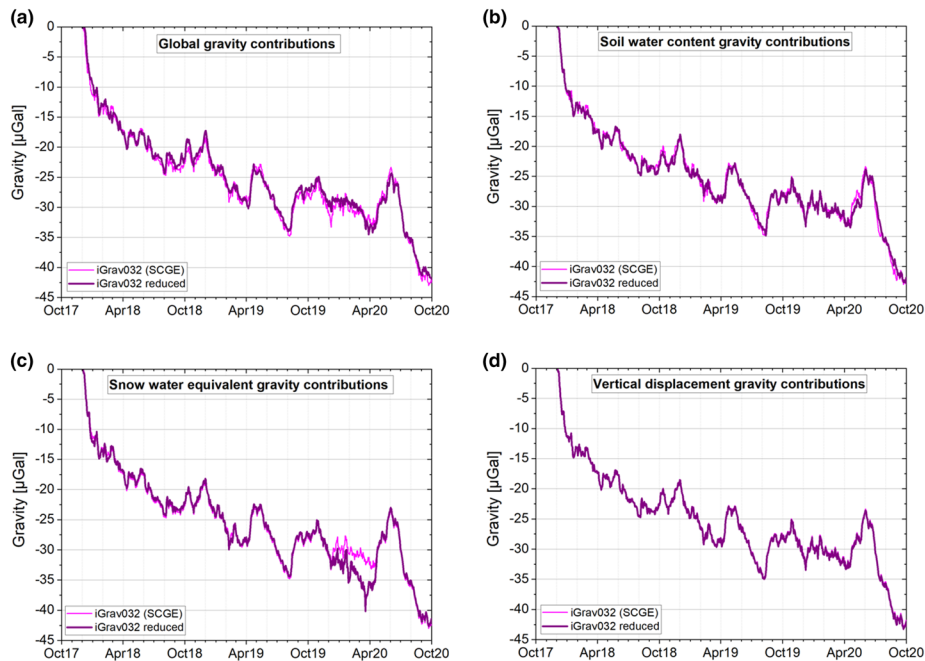 (a)
Global gravity contributions
Gravity [µGal]
0
-5
-10
-15
-20
-25
-30
-35
-40
-45
iGrav032 (SCGE)
iGrav032 reduced
Oct17 Apr18 Oct18 Apr19 Oct19 Apr20 Oct20
(b)
Soil water content gravity contributions
Gravity [µGal]
0
-5
-10
-15
-20
-25
-30
-35
-40
-45
iGrav032 (SCGE)
iGrav032 reduced
Oct17 Apr18 Oct18 Apr19 Oct19 Apr20 Oct20
(c)
Snow water equivalent gravity contributions
Gravity [µGal]
0
-5
-10
-15
-20
-25
-30
-35
-40
-45
iGrav032 (SCGE)
iGrav032 reduced
Oct17 Apr18 Oct18 Apr19 Oct19 Apr20 Oct20
(d)
Vertical displacement gravity contributions
Gravity [µGal]
0
-5
-10
-15
-20
-25
-30
-35
-40
-45
iGrav032 (SCGE)
iGrav032 reduced
Oct17 Apr18 Oct18 Apr19 Oct19 Apr20 Oct20